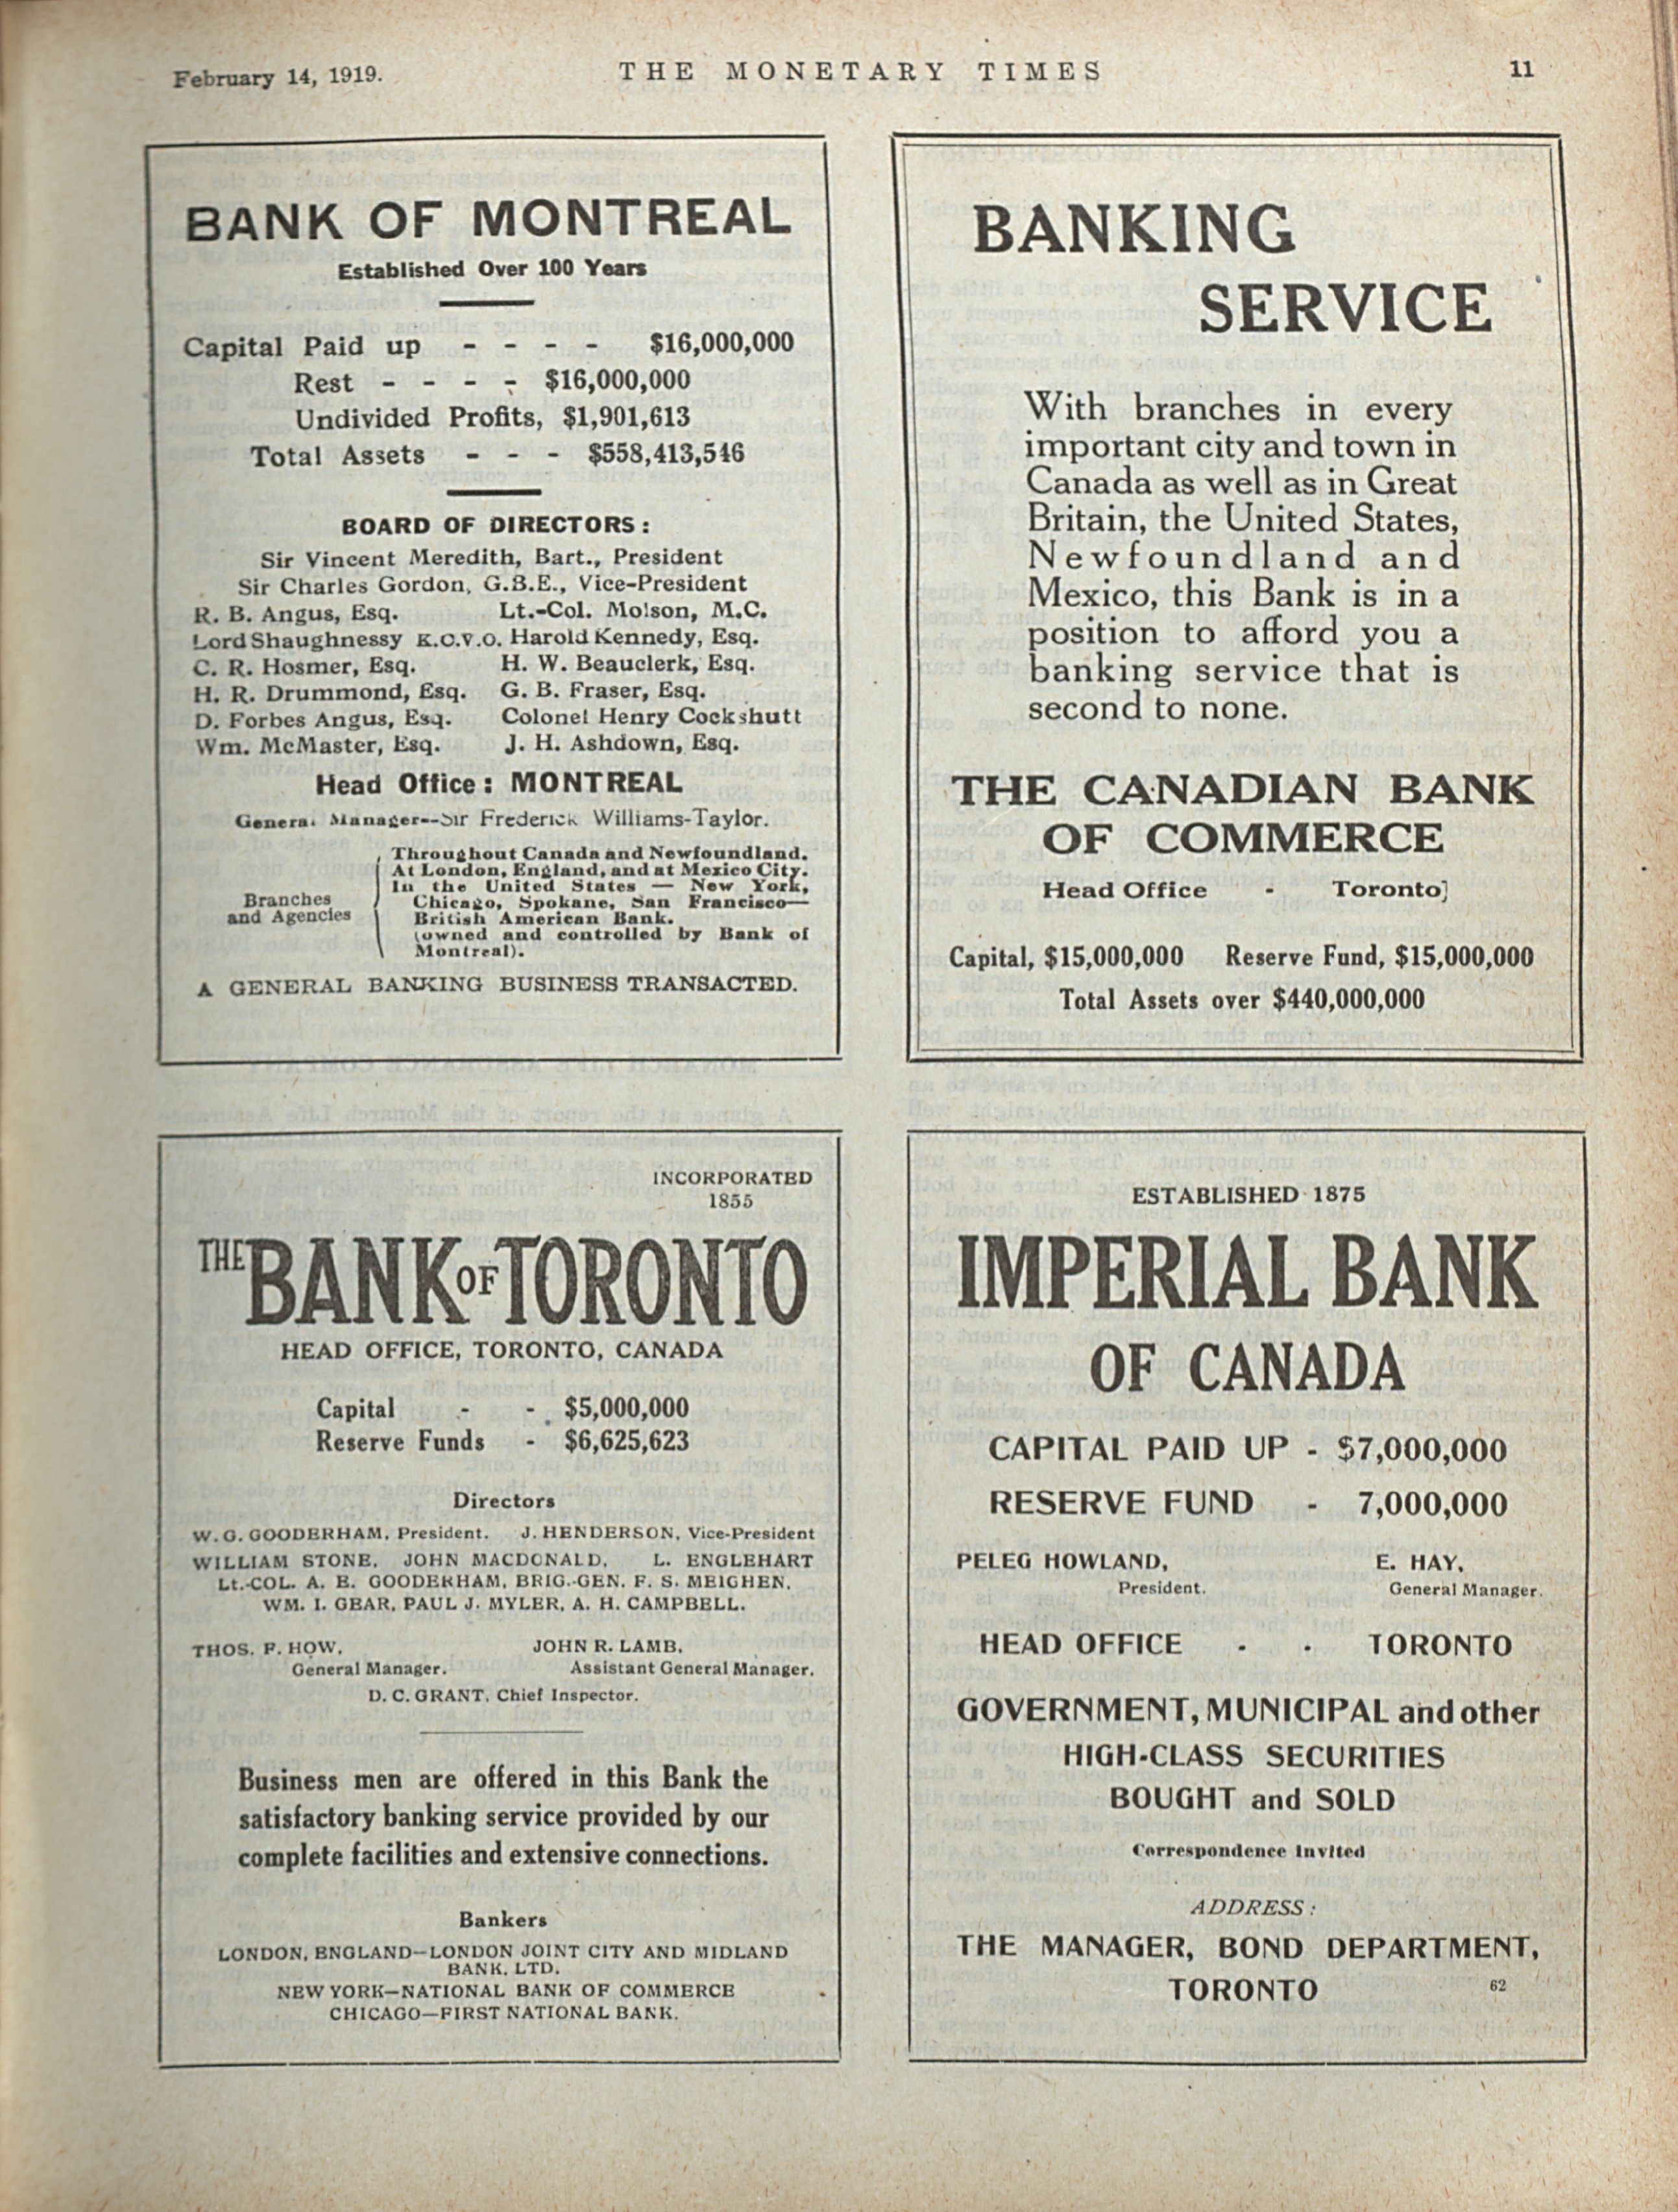 February 14, 1919.
THE MONETARY TIMES
11
BANK OF MONTREAL
Established Over 100 Years
Capital Paid up - - - - $16,000,000
Rest - - - - $16,000,000
Undivided Profits, $1,901,613
Total Assets - - - $558,413,546
BOARD OF DIRECTORS:
Sir Vincent Meredith, Bart., President
Sir Charles Gordon, G.B.E., Vice-President
R. B. Angus, Esq. Lt.-Col. Molson, M.C.
Lord Shaughnessy K.C.V.O. Harold Kennedy, Esq.
C. R. Hosmer, Esq. H. W. Beauclerk, Esq.
H. R. Drummond, Esq. G. B. Fraser, Esq.
D. Forbes Angus, Esq. Colonel Henry Cockshutt
Wm. McMaster, Esq. J. H. Ashdown, Esq.
Head Office: MONTREAL
General Manager--Sir Frederick Williams-Taylor.
Branches
and Agencies
Throughout Canada and Newfoundland.
At London, England, and at Mexico City.
In the United States — New York,
Chicago, Spokane, San Francisco—
British American Bank.
(owned and controlled by Bank of
Montreal).
A GENERAL BANKING BUSINESS TRANSACTED.
BANKING
SERVICE
With branches in every
important city and town in
Canada as well as in Great
Britain, the United States,
Newfoundland and
Mexico, this Bank is in a
position to afford you a
banking service that is
second to none.
THE CANADIAN BANK
OF COMMERCE
Head Office - Toronto
Capital, $15,000,000 Reserve Fund, $15,000,000
Total Assets over $440,000,000
INCORPORATED
1855
THE BANK OF TORONTO
HEAD OFFICE, TORONTO, CANADA
Capital - - $5,000,000
Reserve Funds - $6,625,623
Directors
W. G. GOODERHAM, President. J. HENDERSON, Vice-President
WILLIAM STONE, JOHN MACDONALD, L. ENGLEHART
Lt.-COL. A. E. GOODERHAM, BRIG.-GEN. F. S. MEIGHEN,
WM. I. GEAR, PAUL J. MYLER, A. H. CAMPBELL.
THOS. F. HOW, JOHN R. LAMB,
General Manager. Assistant General Manager.
D. C. GRANT, Chief Inspector.
Business men are offered in this Bank the
satisfactory banking service provided by our
complete facilities and extensive connections.
Bankers
LONDON, ENGLAND—LONDON JOINT CITY AND MIDLAND
BANK, LTD.
NEW YORK—NATIONAL BANK OF COMMERCE
CHICAGO—FIRST NATIONAL BANK.
ESTABLISHED 1875
IMPERIAL BANK
OF CANADA
CAPITAL PAID UP - $7,000,000
RESERVE FUND - 7,000,000
PELEG HOWLAND, E. HAY,
President. General Manager.
HEAD OFFICE - - TORONTO
GOVERNMENT, MUNICIPAL and other
HIGH-CLASS SECURITIES
BOUGHT and SOLD
Correspondence Invited
ADDRESS:
THE MANAGER, BOND DEPARTMENT,
TORONTO 62